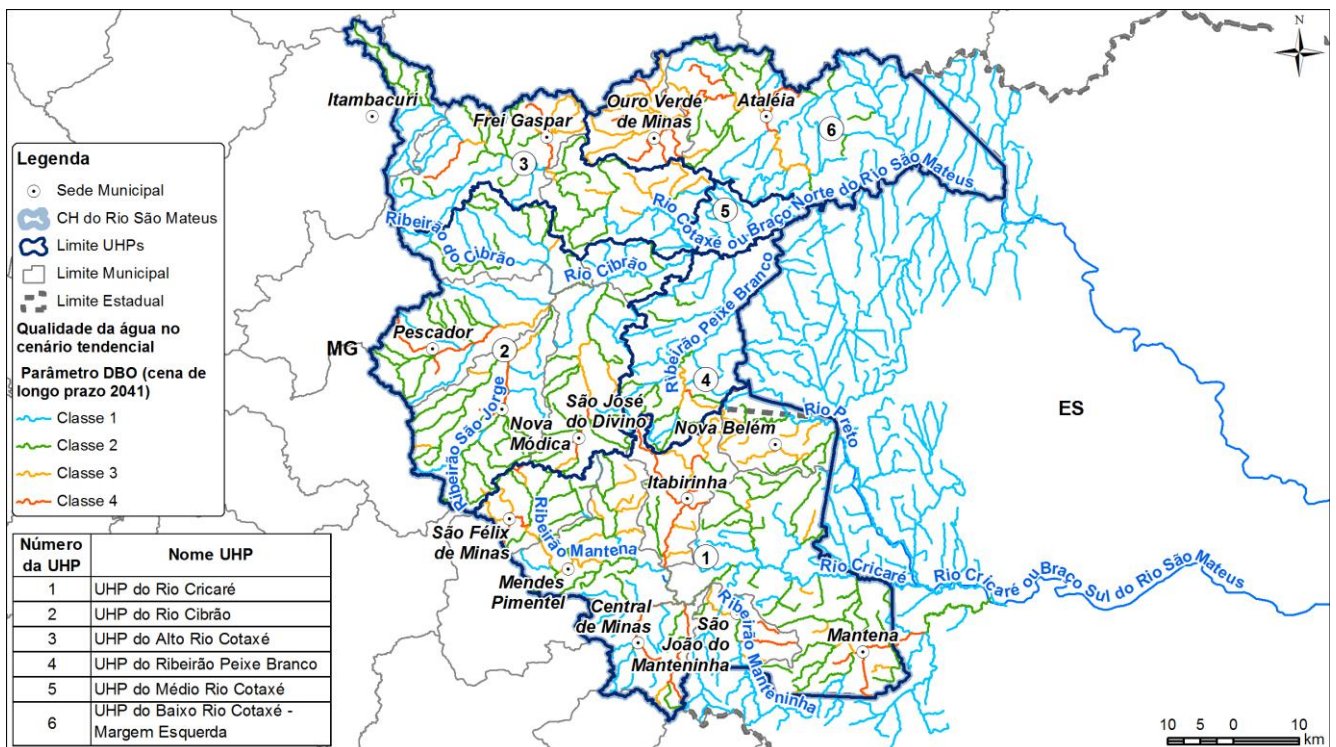 N
Itambacuri
Frei Gaspar
Ouro Verde
de Minas
Ataléia
6
3
5
Rio Cotaxé ou Braço Norte do Rio São Mateus
Ribeirão do Cibrão
Rio Cibrão
Ribeirão Peixe Branco
Pescador
MG
2
4
ES
Ribeirão São Jorge
Nova
Módica
São José
do Divino
Nova Belém
Rio Preto
Itabirinha
São Félix
de Minas
Ribeirão Mantena
1
Mendes
Pimentel
Rio Cricaré
Rio Cricaré ou Braço Sul do Rio São Mateus
Central
de Minas
São
João do
Manteninha
Ribeirão Manteninha
Mantena
Legenda
Sede Municipal
CH do Rio São Mateus
Limite UHPs
Limite Municipal
Limite Estadual
Qualidade da água no
cenário tendencial
Parâmetro DBO (cena de
longo prazo 2041)
Classe 1
Classe 2
Classe 3
Classe 4
Número da UHP Nome UHP
1 UHP do Rio Cricaré
2 UHP do Rio Cibrão
3 UHP do Alto Rio Cotaxé
4 UHP do Ribeirão Peixe Branco
5 UHP do Médio Rio Cotaxé
6 UHP do Baixo Rio Cotaxé -
Margem Esquerda
10 5 0 10
km